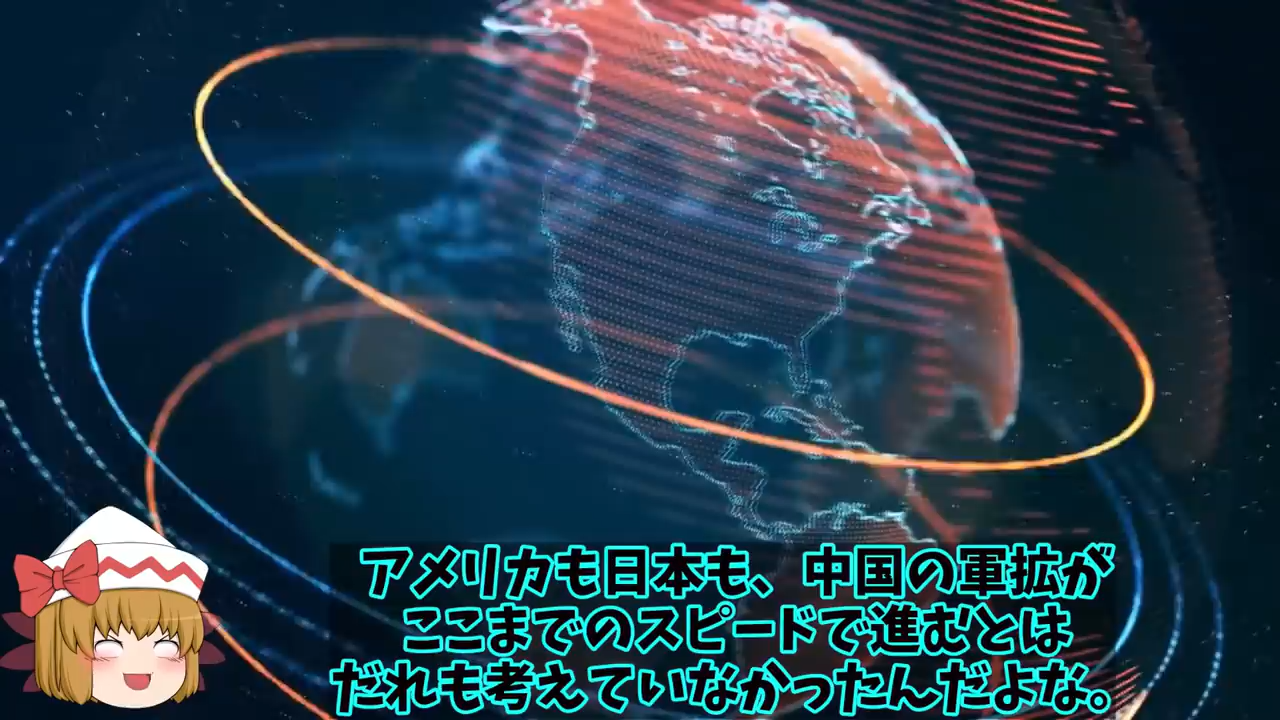 アメリカも日本も、中国の軍拡が
ここまでのスピードで進むとは
だれも考えていなかったんだよな。